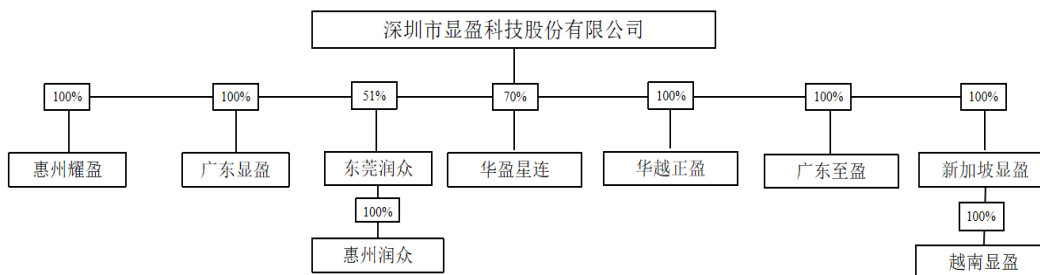 深圳市显盈科技股份有限公司
100% 100% 51% 70% 100% 100% 100%
惠州耀盈 广东显盈 东莞润众 华盈星连 华越正盈 广东至盈 新加坡显盈
100% 100%
惠州润众 越南显盈